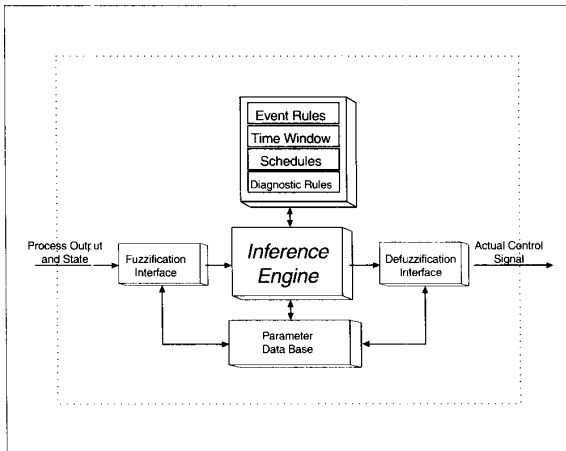 Event Rules
Time Window
Schedules
Diagnostic Rules
Process Output
and State
Fuzzification
Interface
Inference
Engine
Defuzzification
Interface
Actual Control
Signal
Parameter
Data Base